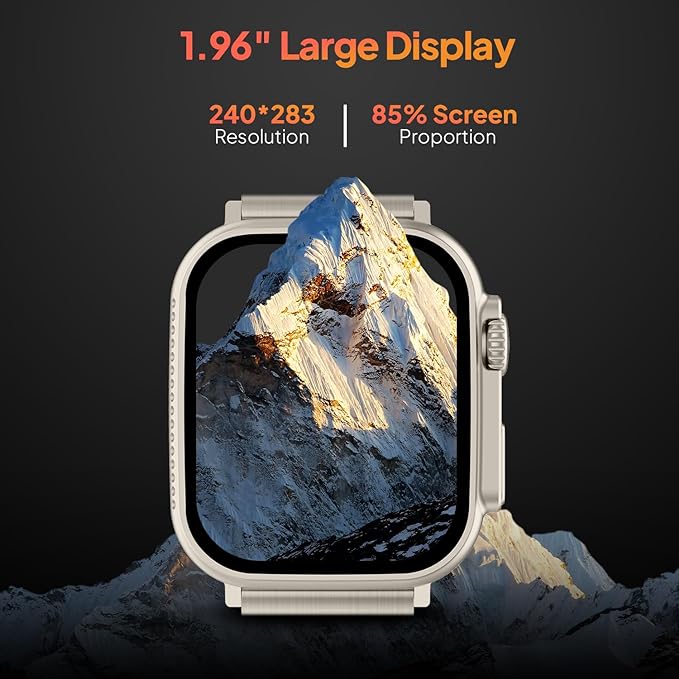 1.96" Large Display
240*283
Resolution
85% Screen
Proportion